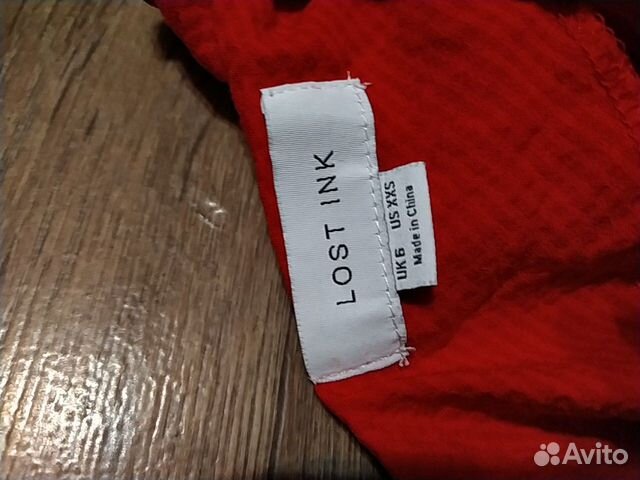 LOST INK
UK 6 US XXS
Made in China
Avito